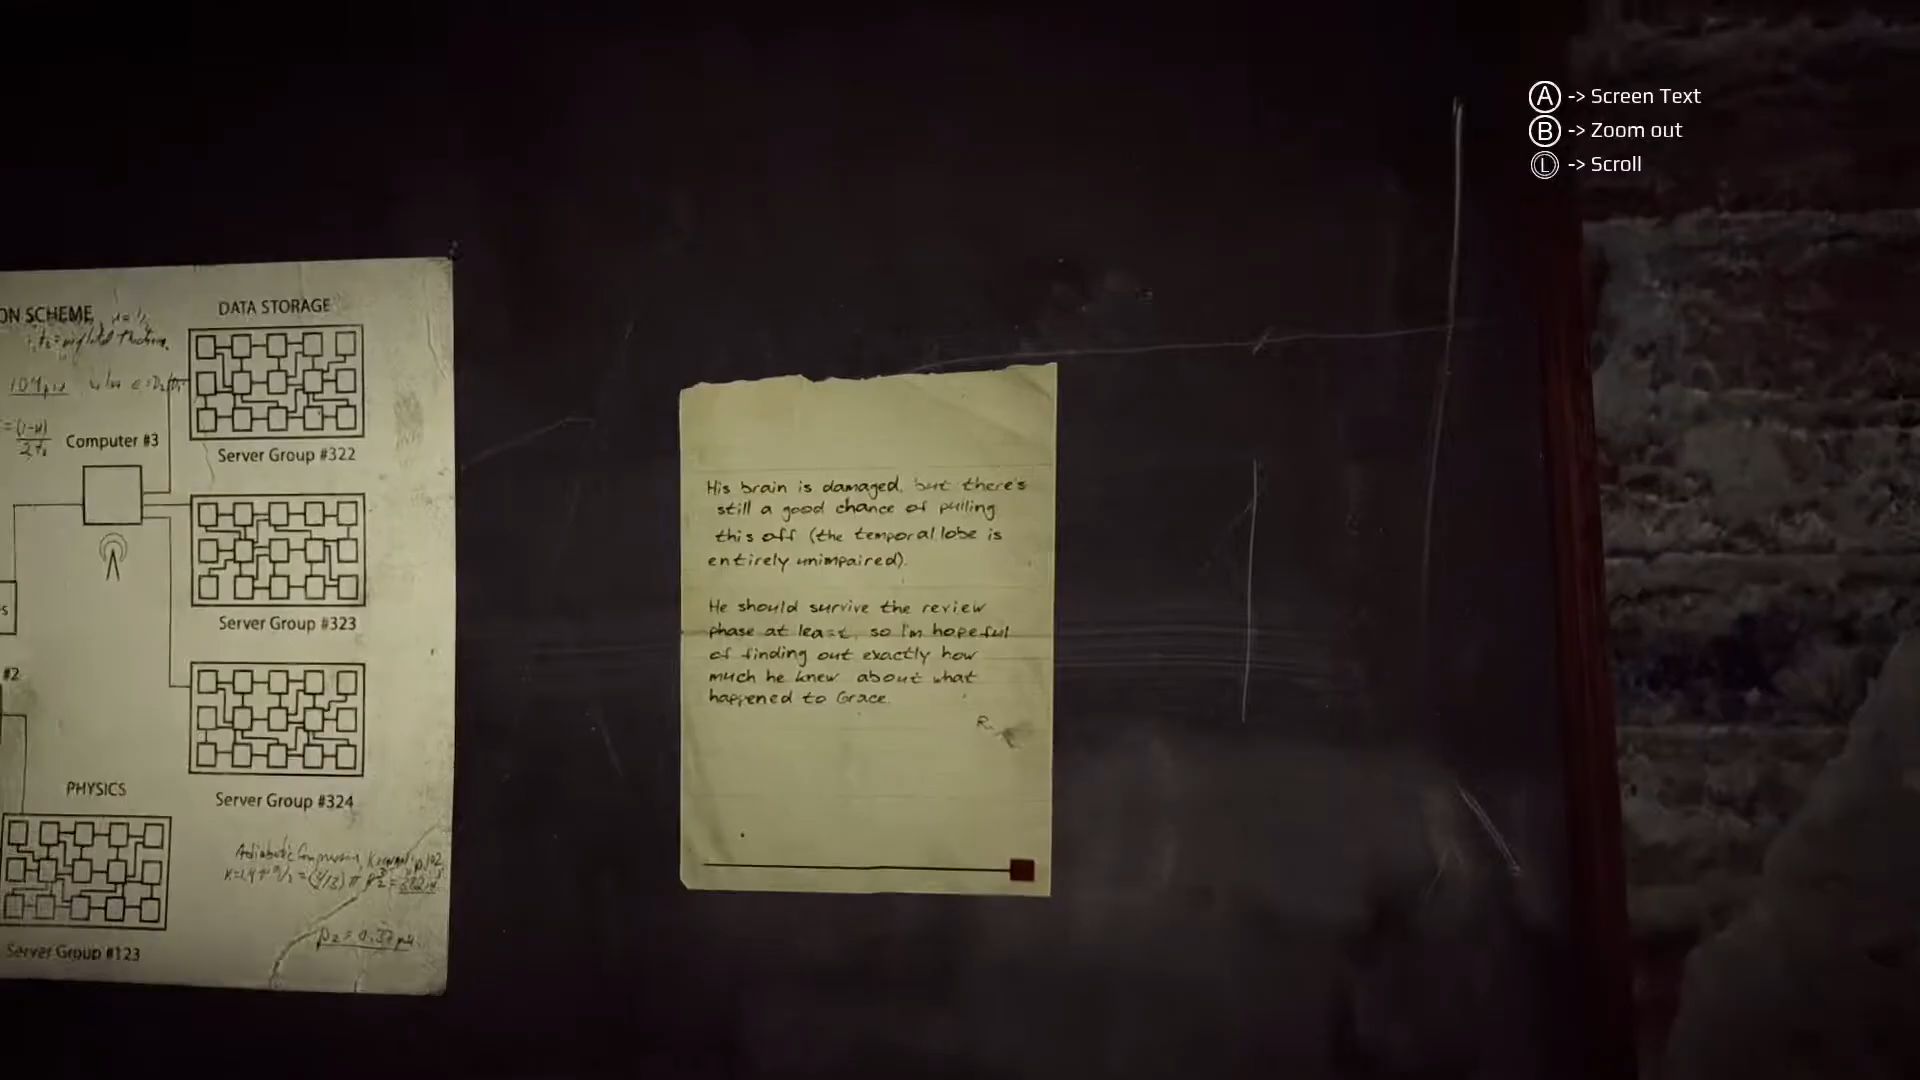 -> Screen Text
-> Zoom out
-> Scroll
ON SCHEME
DATA STORAGE
Computer #3
Server Group #322
Server Group #323
#2
Server Group #324
PHYSICS
Server Group #123
His brain is damaged, but there's
still a good chance of pulling
this off (the temporal lobe is
entirely unimpaired).
He should survive the review
phase at least, so I'm hopeful
of finding out exactly how
much he knew about what
happened to Grace.
R.